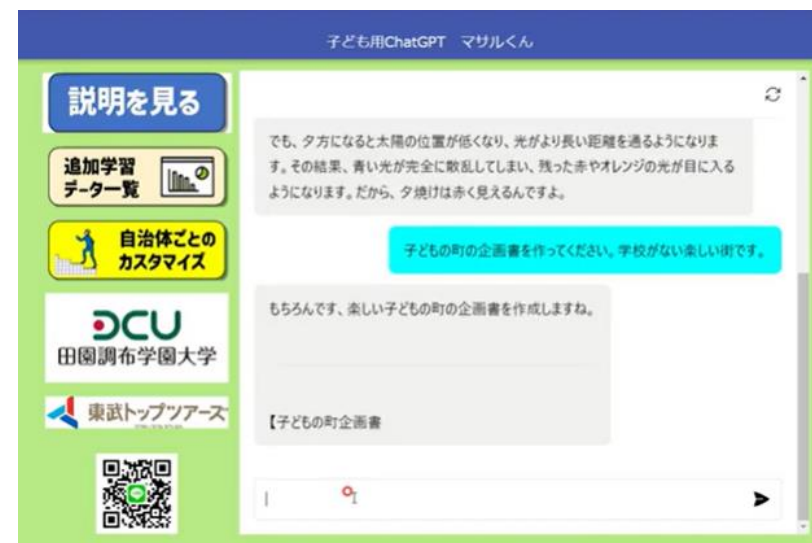 子ども用ChatGPT マサルくん
説明を見る
追加学習
データ一覧
自治体ごとの
カスタマイズ
DCU
田園調布学園大学
東武トップツアーズ
でも、夕方になると太陽の位置が低くなり、光がより長い距離を通るようになりま
す。その結果、青い光が完全に散乱してしまい、残った赤やオレンジの光が目に入る
ようになります。だから、夕焼けは赤く見えるんですよ。
子どもの町の企画書を作ってください。学校がない楽しい街です。
もちろんです、楽しい子どもの町の企画書を作成しますね。
【子どもの町企画書